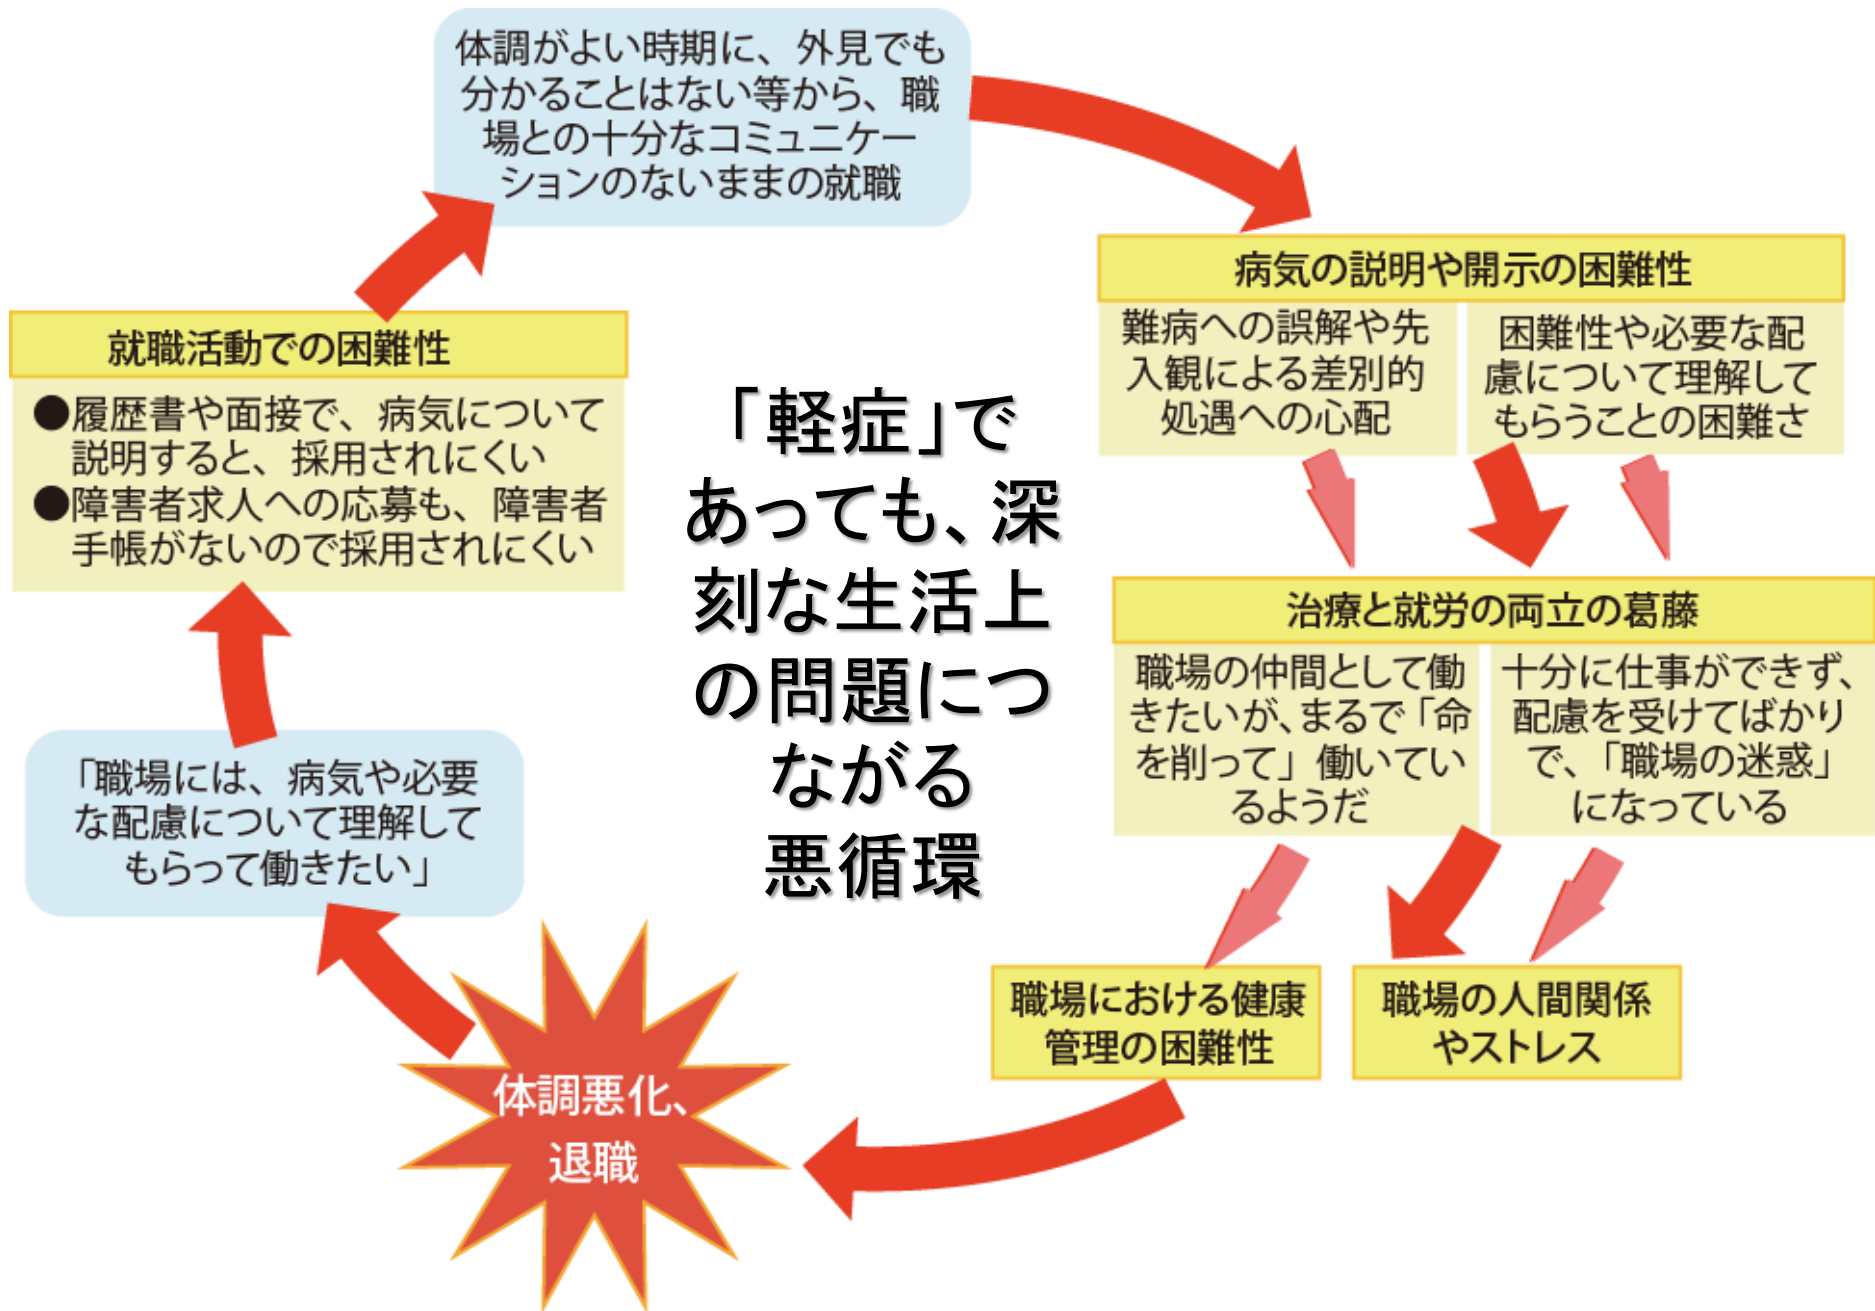 体調がよい時期に、外見でも
分かることはない等から、職
場との十分なコミュニケー
ションのないままの就職
病気の説明や開示の困難性
難病への誤解や先
入観による差別的
処遇への心配
困難性や必要な配
慮について理解して
もらうことの困難さ
就職活動での困難性
●履歴書や面接で、病気について
説明すると、採用されにくい
●障害者求人への応募も、障害者
手帳がないので採用されにくい
「軽症」で
あっても、深
刻な生活上
の問題につ
ながる
悪循環
治療と就労の両立の葛藤
職場の仲間として働
きたいが、まるで「命
を削って」働いてい
るようだ
十分に仕事ができず、
配慮を受けてばかり
で、「職場の迷惑」
になっている
「職場には、病気や必要
な配慮について理解して
もらって働きたい」
職場における健康
管理の困難性
職場の人間関係
やストレス
体調悪化、
退職